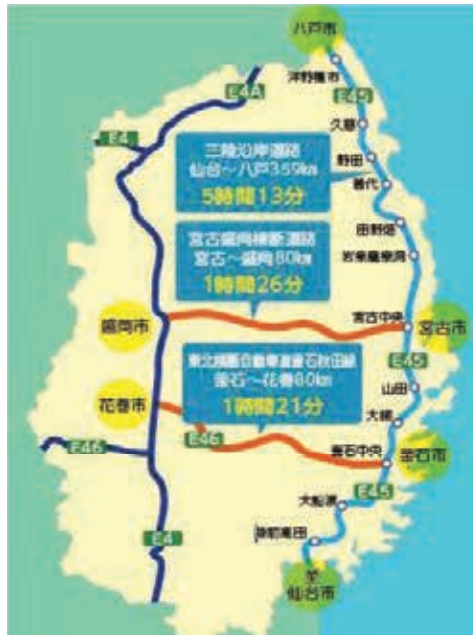 八戸市
洋野種市
E45
E4A
E4
久慈
三陸沿岸道路
仙台〜八戸359km
5時間13分
野田
普代
田野畑
岩泉龍泉洞
宮古盛岡横断道路
宮古〜盛岡80km
1時間26分
盛岡市
宮古中央
宮古市
E45
東北横断自動車道釜石秋田線
釜石〜花巻80km
1時間21分
山田
花巻市
大槌
E46
E46
釜石中央
釜石市
E45
大船渡
E4
陸前高田
至
仙台市